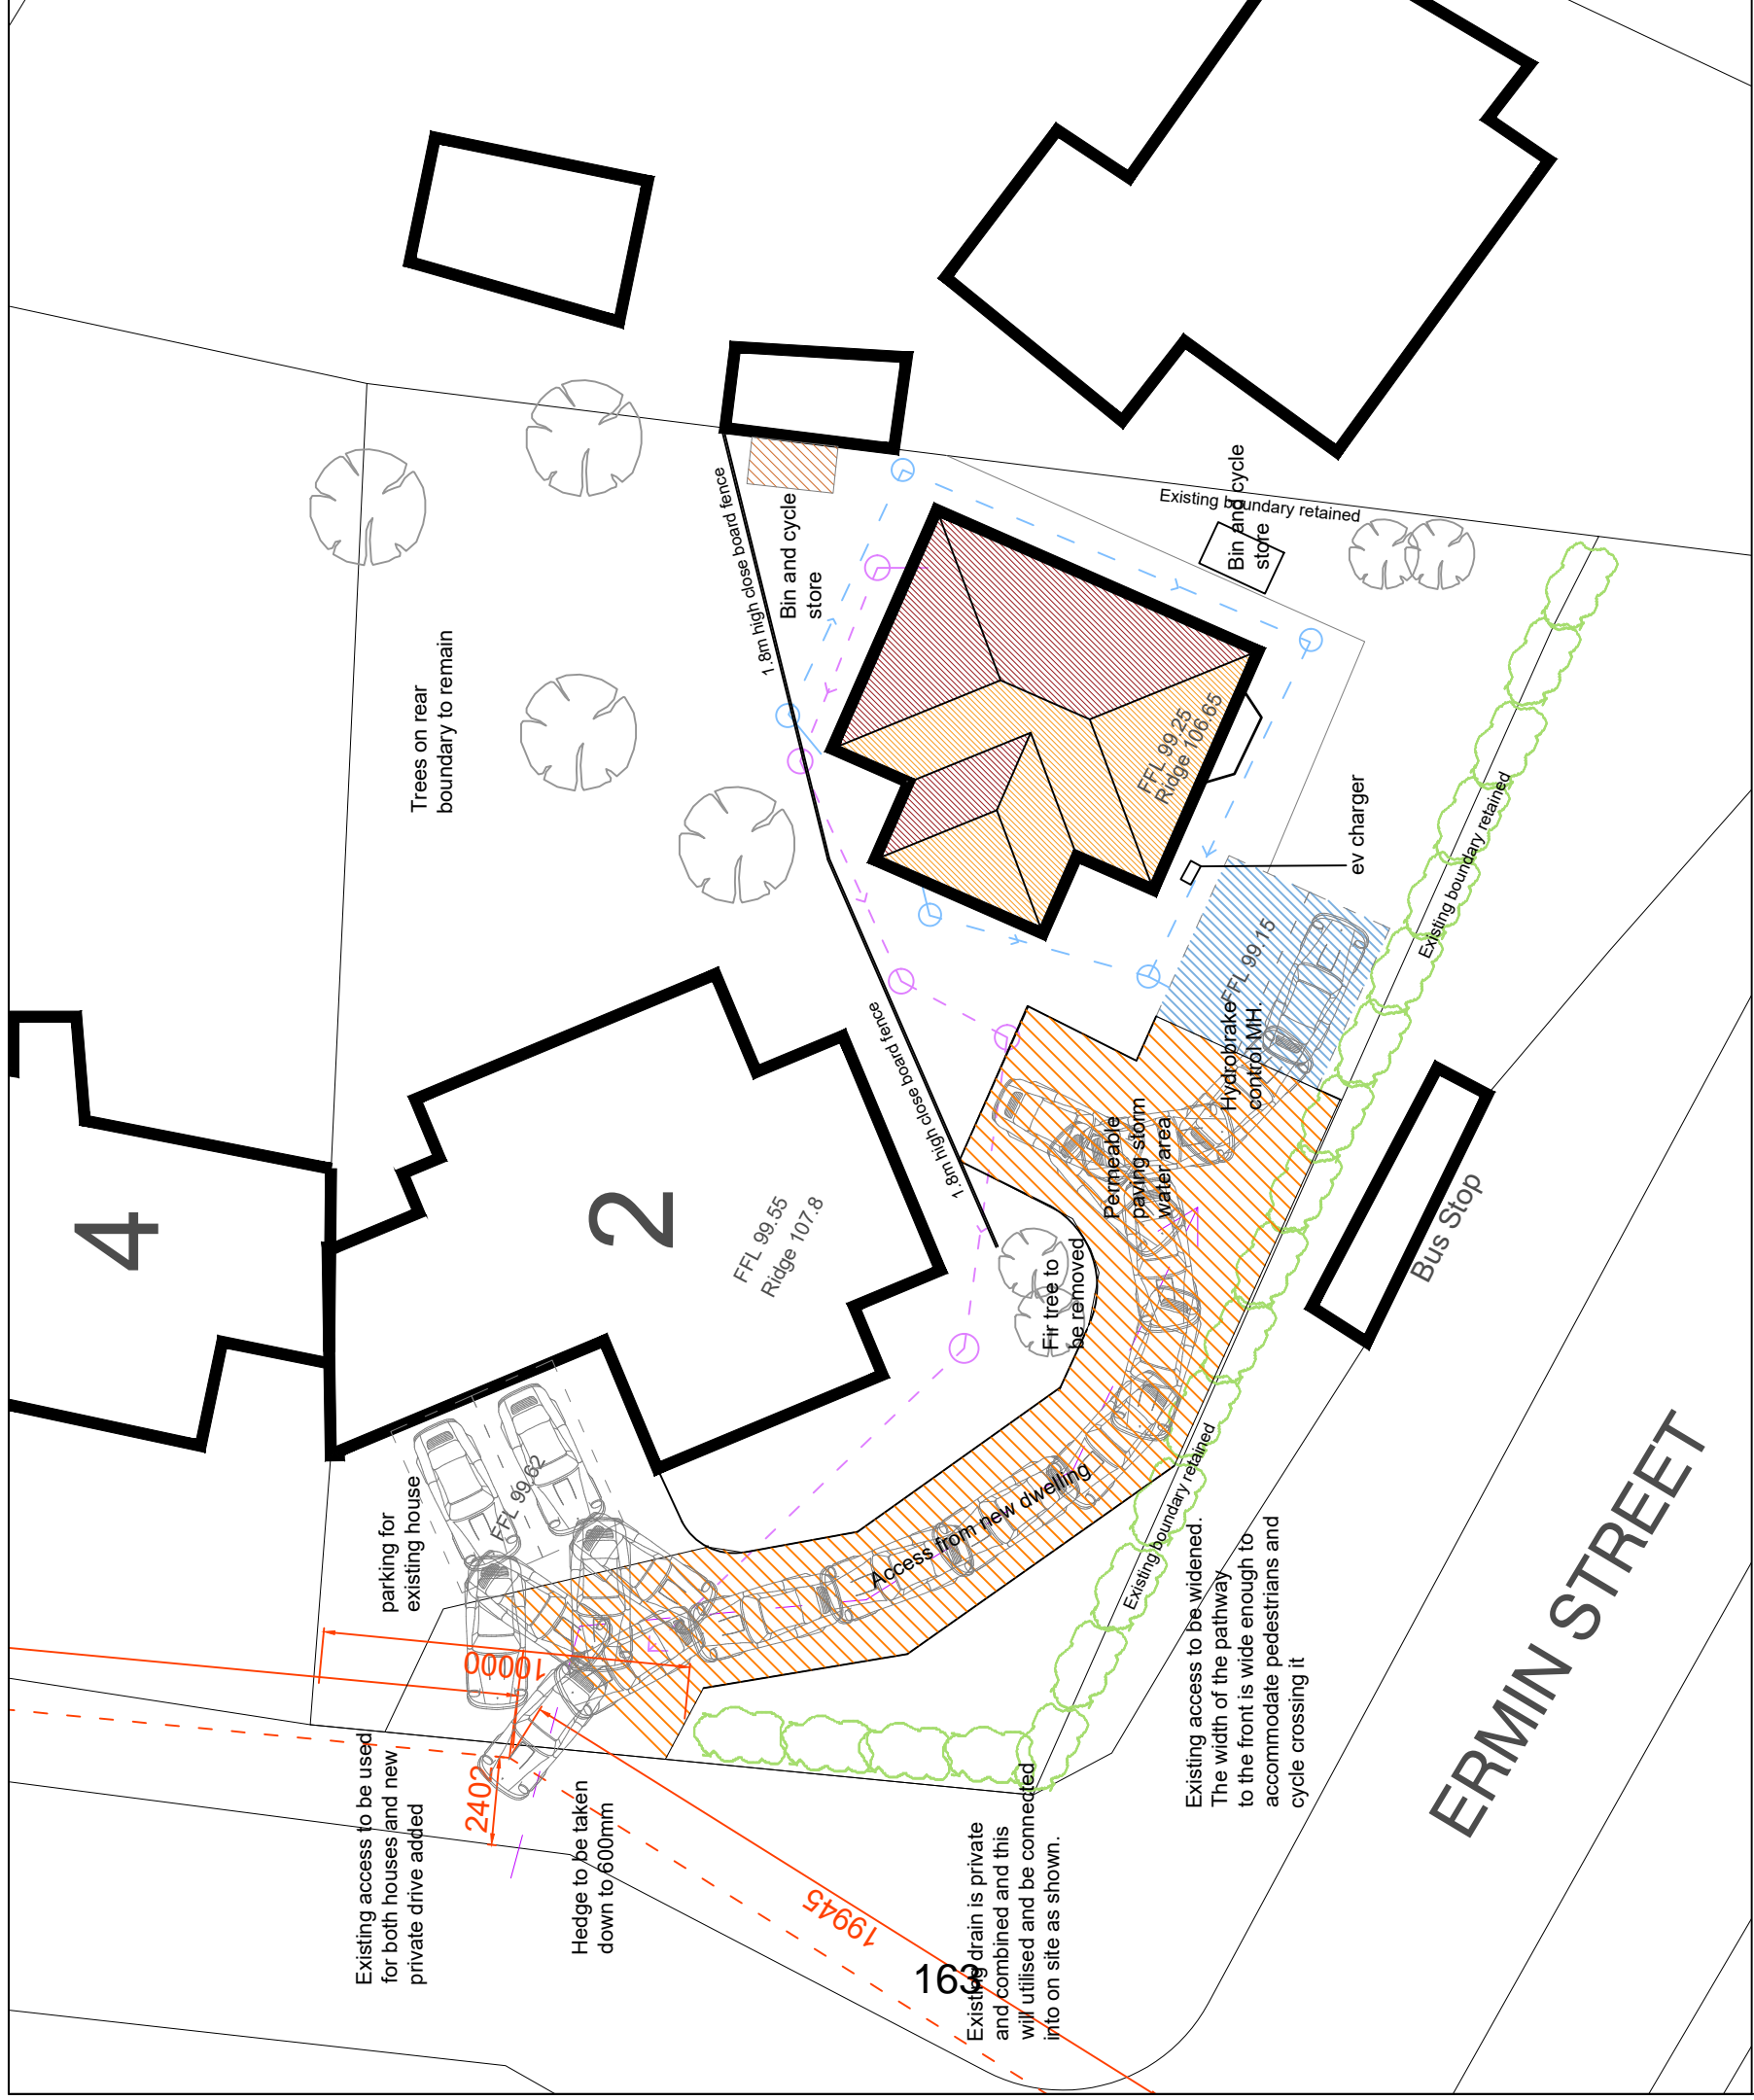 4
2
FFL 99.55
Ridge 107.8
Trees on rear
boundary to remain
1.8m high close board fence
Bin and cycle
store
Existing boundary retained
Bin and cycle
store
FFL 99.25
Ridge 106.65
ev charger
Existing boundary retained
FFL 99.15
Hydrobrake
control MH.
1.8m high close board fence
Permeable
paving storm
water area
Fir tree to
be removed
Bus Stop
parking for
existing house
FFL 99.62
Access from new dwelling
Existing boundary retained
10000
2402
19945
Existing access to be used
for both houses and new
private drive added
Hedge to be taken
down to 600mm
Existing drain is private
and combined and this
will utilised and be connected
into on site as shown.
163
Existing access to be widened.
The width of the pathway
to the front is wide enough to
accommodate pedestrians and
cycle crossing it
ERMIN STREET